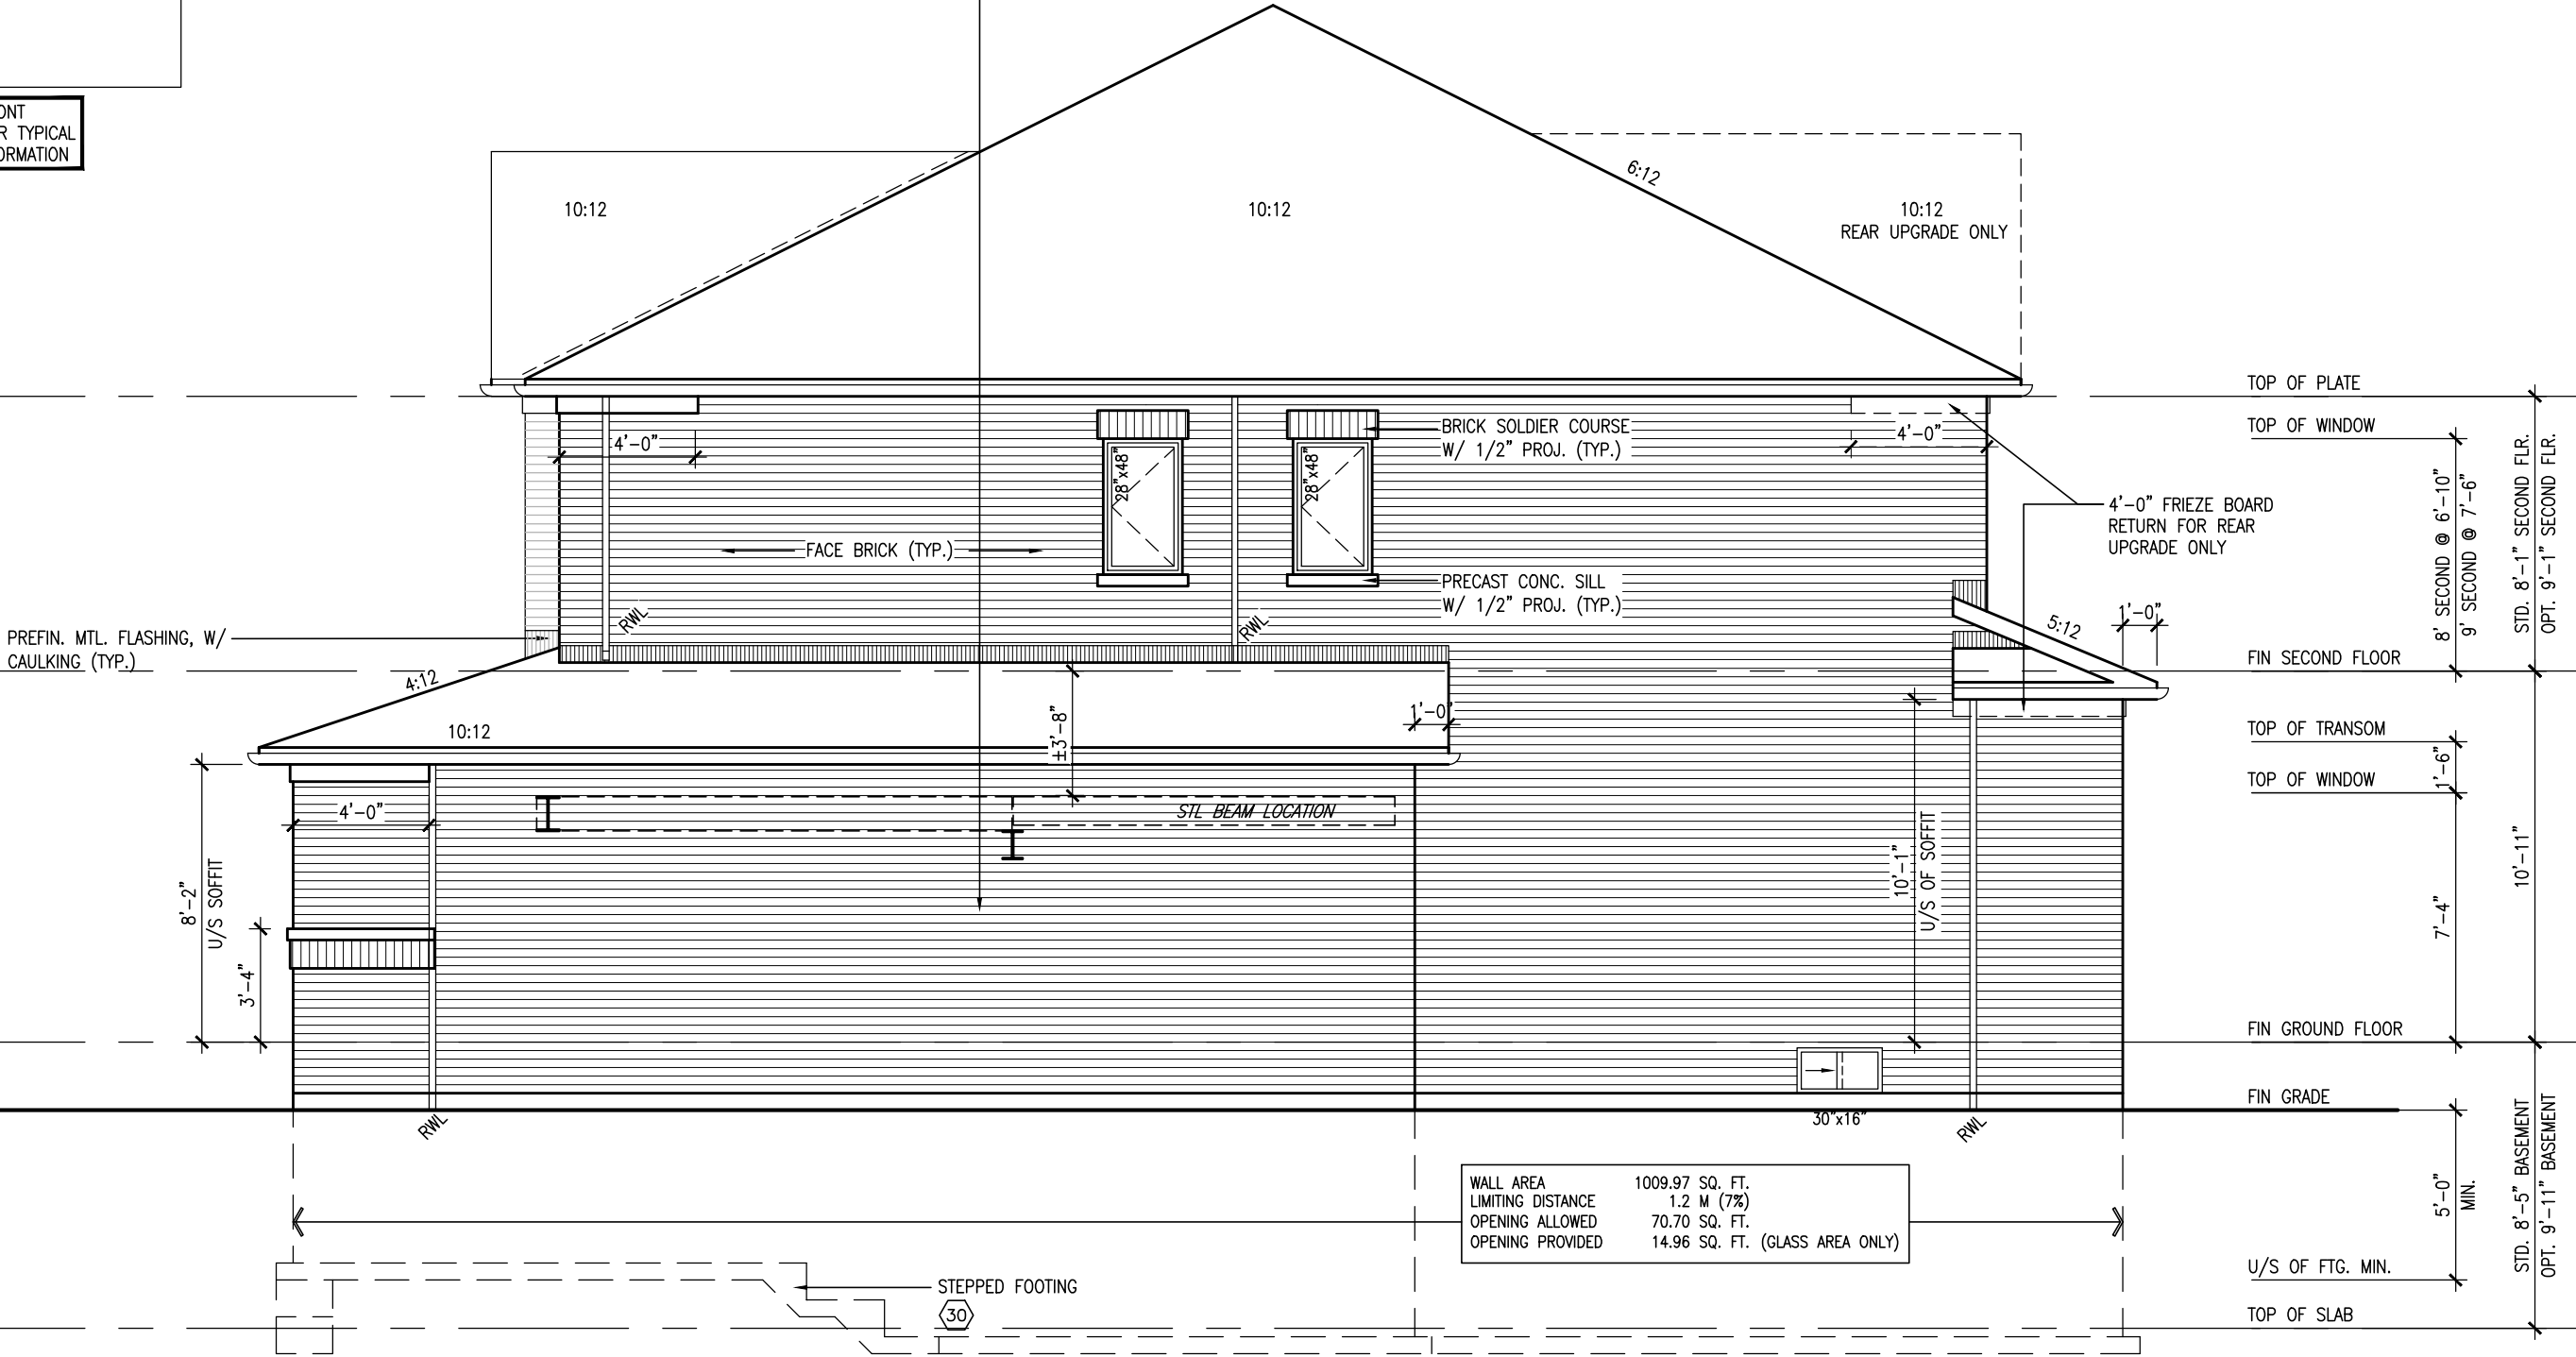 ONT
R TYPICAL
ORMATION
10:12
10:12
6:12
10:12
REAR UPGRADE ONLY
TOP OF PLATE
TOP OF WINDOW
4'-0"
28"x48"
28"x48"
BRICK SOLDIER COURSE
W/ 1/2" PROJ. (TYP.)
4'-0"
8' SECOND @ 6'-10"
9' SECOND @ 7'-6"
STD. 8'-1" SECOND FLR.
OPT. 9'-1" SECOND FLR.
4'-0" FRIEZE BOARD
RETURN FOR REAR
UPGRADE ONLY
FACE BRICK (TYP.)
PRECAST CONC. SILL
W/ 1/2" PROJ. (TYP.)
RWL
RWL
5:12
1'-0"
PREFIN. MTL. FLASHING, W/
CAULKING (TYP.)
FIN SECOND FLOOR
4:12
10:12
±3'-8"
1'-0"
TOP OF TRANSOM
1'-6"
TOP OF WINDOW
4'-0"
STL BEAM LOCATION
8'-2"
U/S SOFFIT
3'-4"
10'-1"
U/S OF SOFFIT
7'-4"
10'-11"
FIN GROUND FLOOR
FIN GRADE
RWL
30"x16"
RWL
WALL AREA 1009.97 SQ. FT.
LIMITING DISTANCE 1.2 M (7%)
OPENING ALLOWED 70.70 SQ. FT.
OPENING PROVIDED 14.96 SQ. FT. (GLASS AREA ONLY)
5'-0"
MIN.
STD. 8'-5" BASEMENT
OPT. 9'-11" BASEMENT
U/S OF FTG. MIN.
STEPPED FOOTING
30
TOP OF SLAB